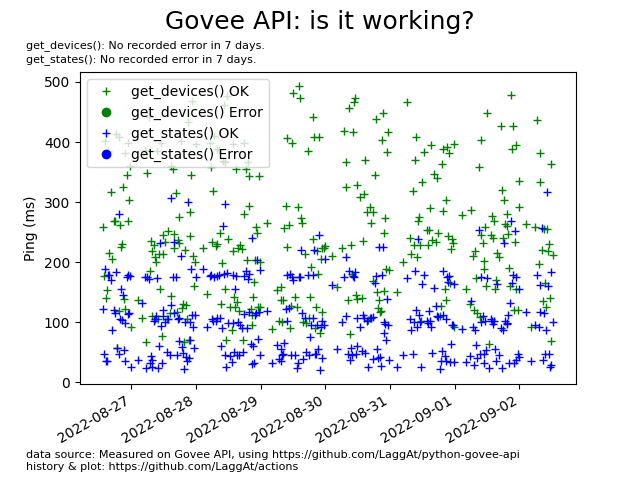 Govee API: is it working?
get_devices(): No recorded error in 7 days.
get_states(): No recorded error in 7 days.
get_devices() OK
get_devices() Error
get_states() OK
get_states() Error
Ping (ms)
500
400
300
200
100
0
2022-08-27
2022-08-28
2022-08-29
2022-08-30
2022-08-31
2022-09-01
2022-09-02
data source: Measured on Govee API, using https://github.com/LaggAt/python-govee-api
history & plot: https://github.com/LaggAt/actions